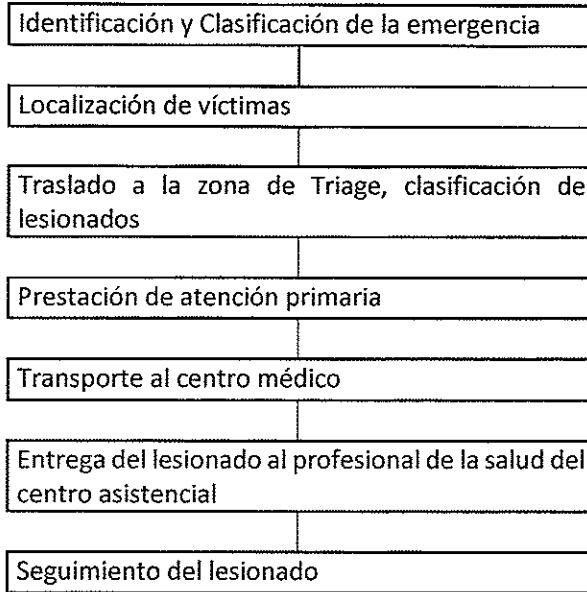 Identificación y Clasificación de la emergencia
Localización de víctimas
Traslado a la zona de Triage, clasificación de
lesionados
Prestación de atención primaria
Transporte al centro médico
Entrega del lesionado al profesional de la salud del
centro asistencial
Seguimiento del lesionado